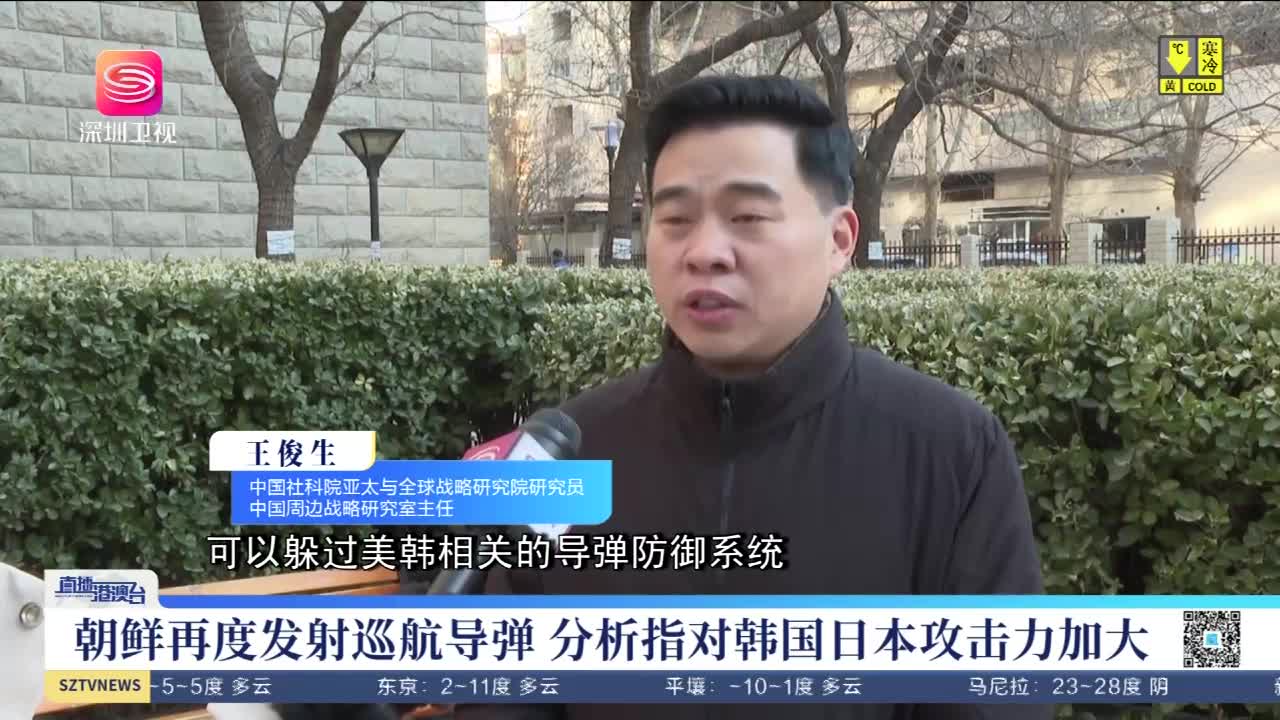 深圳卫视
℃
寒冷
黄 COLD
王俊生
中国社科院亚太与全球战略研究院研究员
中国周边战略研究室主任
可以躲过美韩相关的导弹防御系统
直播港澳台
朝鲜再度发射巡航导弹 分析指对韩国日本攻击力加大
SZTVNEWS
~5~5度 多云 东京：2~11度 多云 平壤：~10~1度 多云 马尼拉：23~28度 阴